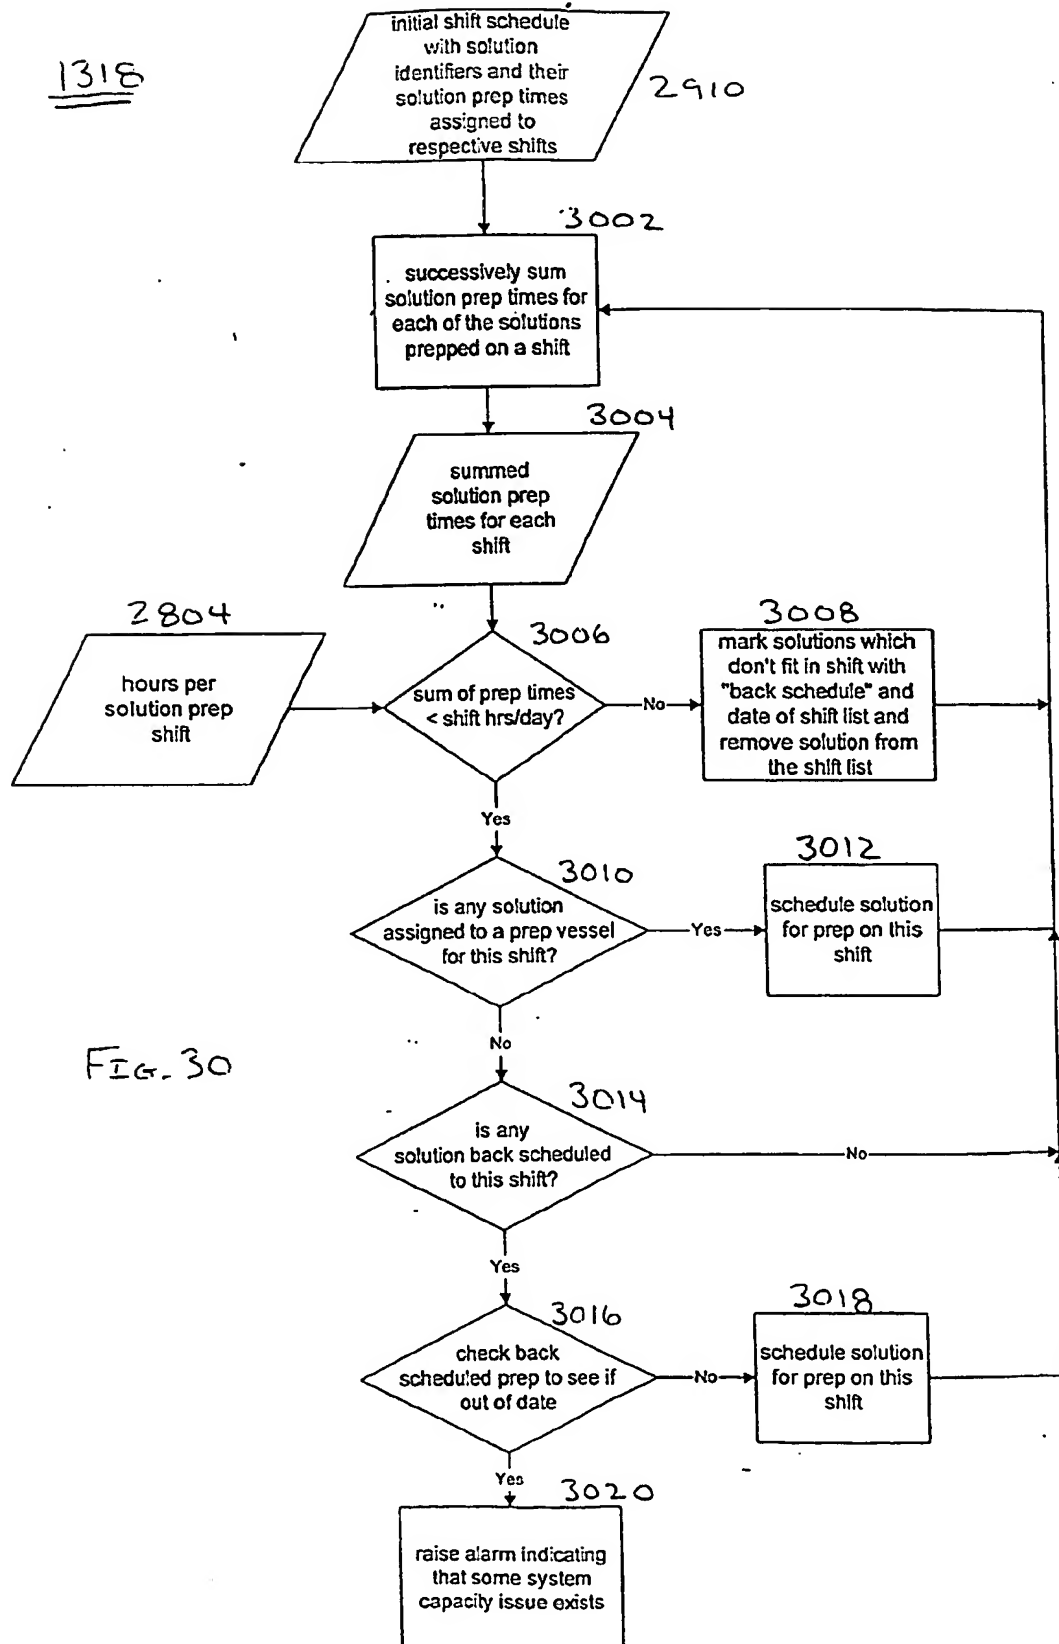 1318
initial shift schedule
with solution
identifiers and their
solution prep times
assigned to
respective shifts
2910
3002
successively sum
solution prep times for
each of the solutions
prepped on a shift
3004
summed
solution prep
times for each
shift
2804
hours per
solution prep
shift
3006
sum of prep times
< shift hrs/day?
No
3008
mark solutions which
don't fit in shift with
"back schedule" and
date of shift list and
remove solution from
the shift list
Yes
3010
is any solution
assigned to a prep vessel
for this shift?
Yes
3012
schedule solution
for prep on this
shift
No
FIG. 30
3014
is any
solution back scheduled
to this shift?
No
Yes
3016
check back
scheduled prep to see if
out of date
No
3018
schedule solution
for prep on this
shift
Yes
3020
raise alarm indicating
that some system
capacity issue exists